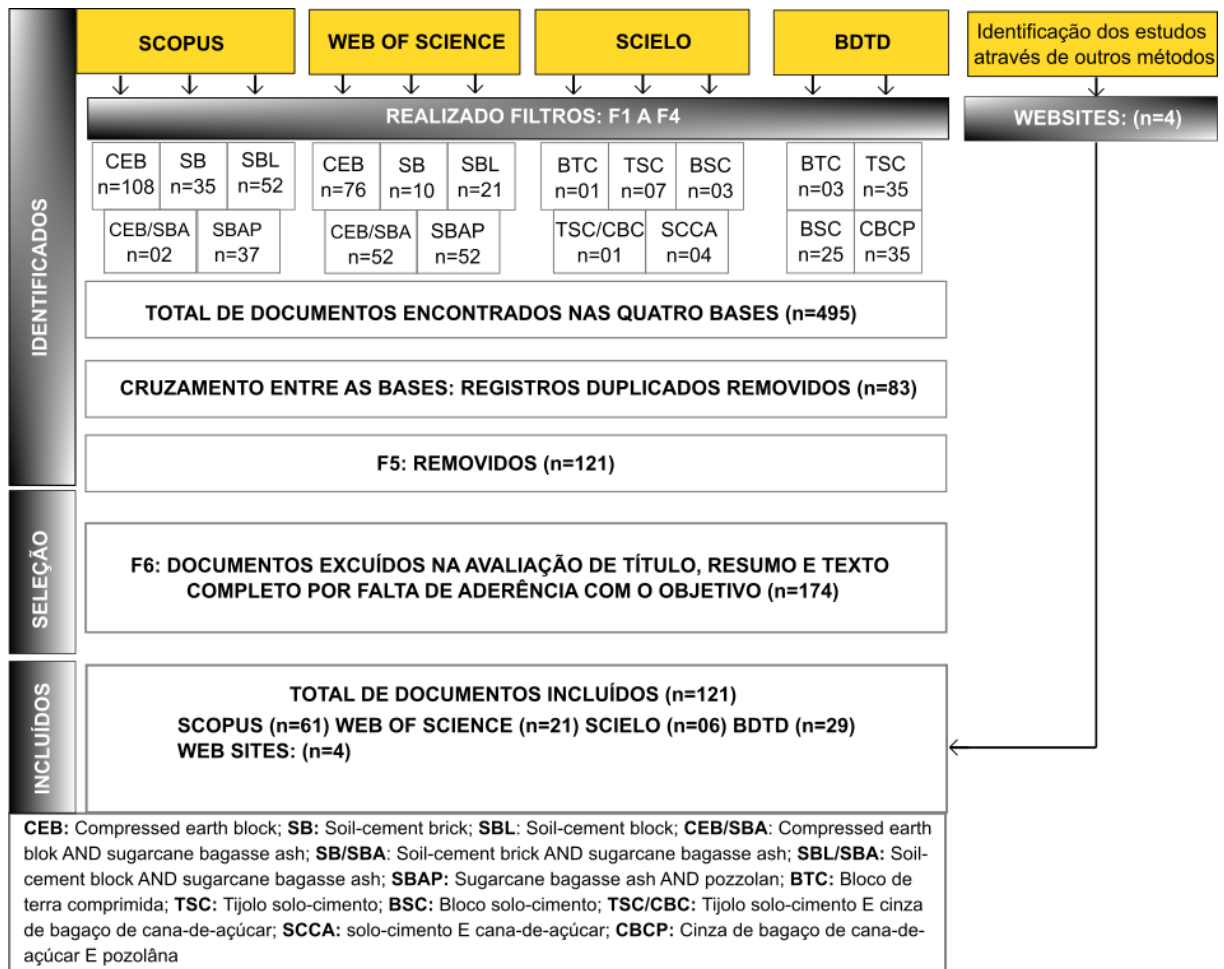 SCOPUS
WEB OF SCIENCE
SCIELO
BDTD
Identificação dos estudos
através de outros métodos
REALIZADO FILTROS: F1 A F4
WEBSITES: (n=4)
IDENTIFICADOS
CEB
n=108
SB
n=35
SBL
n=52
CEB/SBA
n=02
SBAP
n=37
CEB
n=76
SB
n=10
SBL
n=21
CEB/SBA
n=52
SBAP
n=52
BTC
n=01
TSC
n=07
BSC
n=03
TSC/CBC
n=01
SCCA
n=04
BTC
n=03
TSC
n=35
BSC
n=25
CBCP
n=35
TOTAL DE DOCUMENTOS ENCONTRADOS NAS QUATRO BASES (n=495)
CRUZAMENTO ENTRE AS BASES: REGISTROS DUPLICADOS REMOVIDOS (n=83)
F5: REMOVIDOS (n=121)
SELEÇÃO
F6: DOCUMENTOS EXCUÍDOS NA AVALIAÇÃO DE TÍTULO, RESUMO E TEXTO
COMPLETO POR FALTA DE ADERÊNCIA COM O OBJETIVO (n=174)
INCLUÍDOS
TOTAL DE DOCUMENTOS INCLUÍDOS (n=121)
SCOPUS (n=61) WEB OF SCIENCE (n=21) SCIELO (n=06) BDTD (n=29)
WEB SITES: (n=4)
CEB: Compressed earth block; SB: Soil-cement brick; SBL: Soil-cement block; CEB/SBA: Compressed earth
blok AND sugarcane bagasse ash; SB/SBA: Soil-cement brick AND sugarcane bagasse ash; SBL/SBA: Soil-
cement block AND sugarcane bagasse ash; SBAP: Sugarcane bagasse ash AND pozzolan; BTC: Bloco de
terra comprimida; TSC: Tijolo solo-cimento; BSC: Bloco solo-cimento; TSC/CBC: Tijolo solo-cimento E cinza
de bagaço de cana-de-açúcar; SCCA: solo-cimento E cana-de-açúcar; CBCP: Cinza de bagaço de cana-de-
açúcar E pozolâna